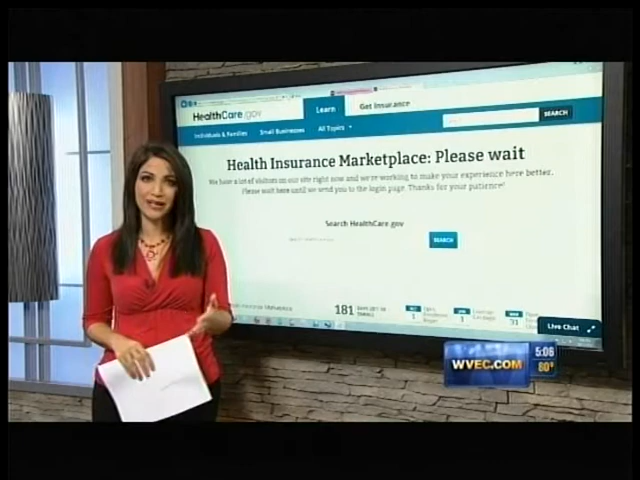 HealthCare.gov
Learn
Get Insurance
Individuals & Families
Small Businesses
All Topics
SEARCH
Health Insurance Marketplace: Please wait
We have a lot of visitors on our site right now and we're working to make your experience here better.
Please wait here until we send you to the login page. Thanks for your patience!
Search HealthCare.gov
SEARCH
181
1
1
31
Live Chat
WVEC.COM
5:06
80°